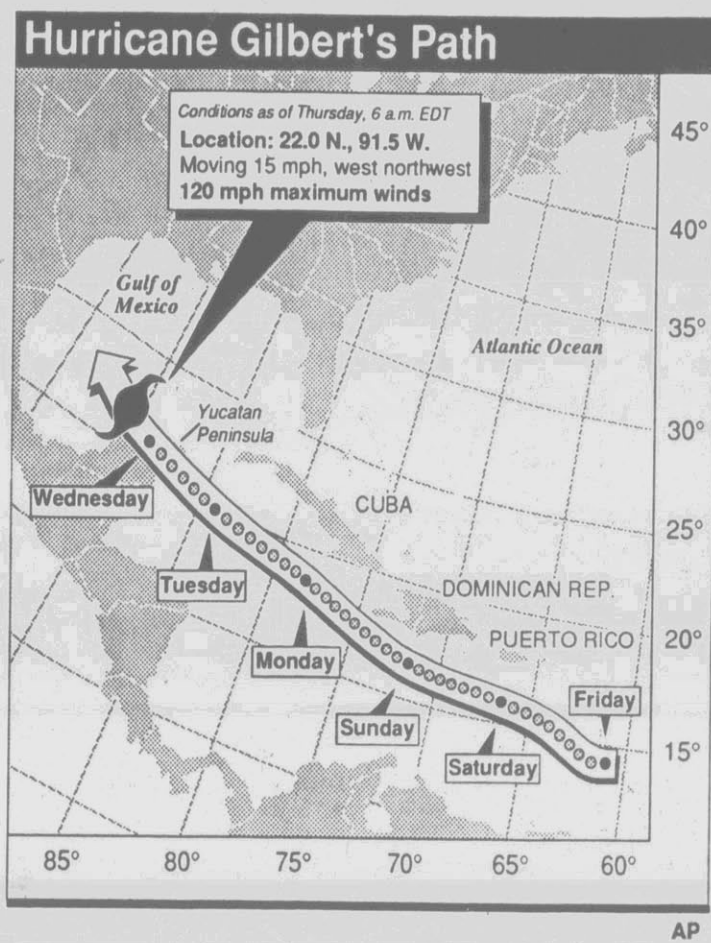 Hurricane Gilbert's Path
Conditions as of Thursday, 6 a.m. EDT
Location: 22.0 N., 91.5 W.
Moving 15 mph, west northwest
120 mph maximum winds
45°
40°
35°
30°
25°
20°
15°
Gulf of
Mexico
Atlantic Ocean
Yucatan
Peninsula
Wednesday
CUBA
Tuesday
DOMINICAN REP.
PUERTO RICO
Monday
Friday
Sunday
Saturday
85°
80°
75°
70°
65°
60°
AP